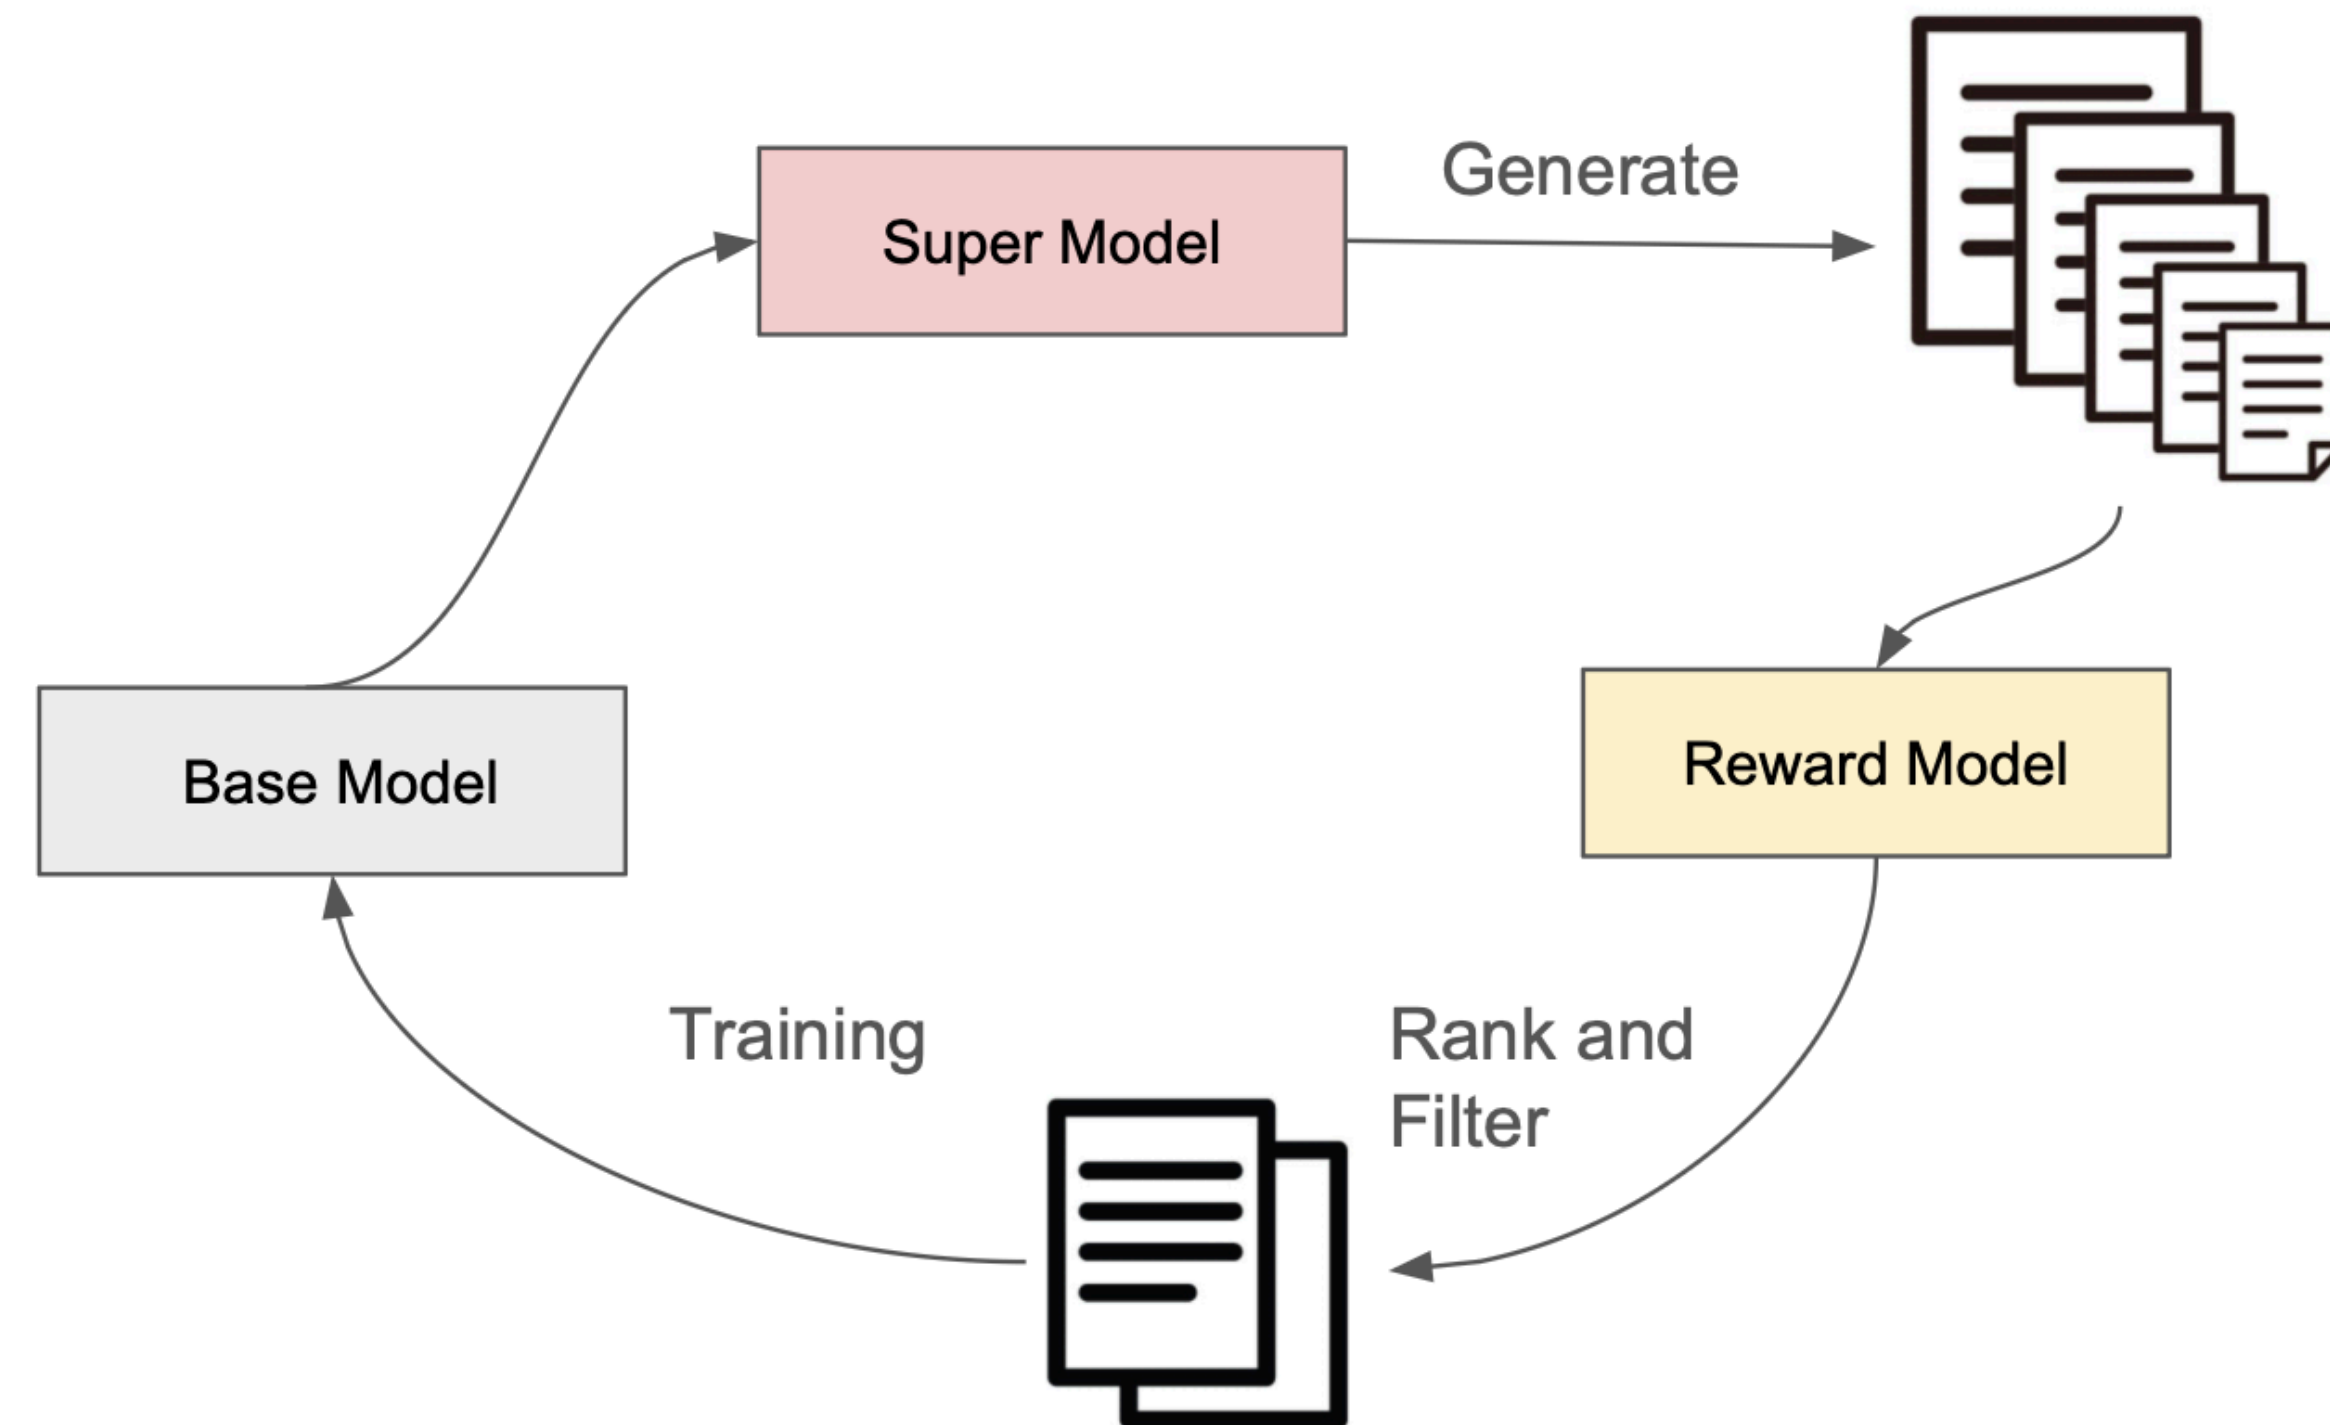 Generate
Super Model
Base Model
Reward Model
Training
Rank and
Filter